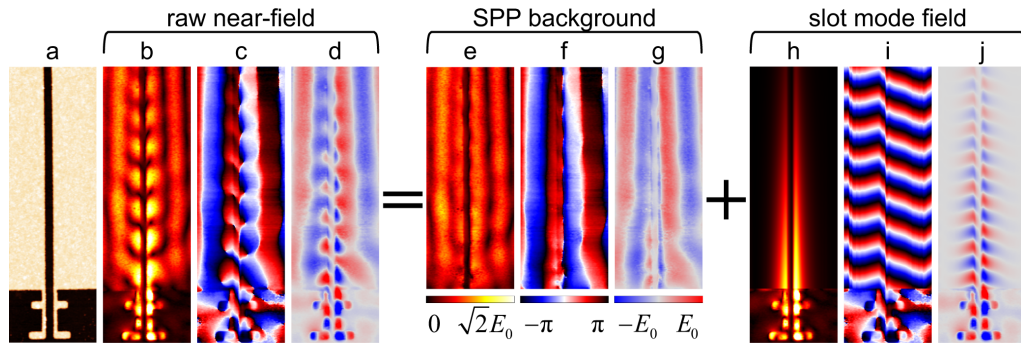 raw near-field SPP background slot mode field
a b c d e f g h i j
=
+
0 √2E₀ −π π −E₀ E₀